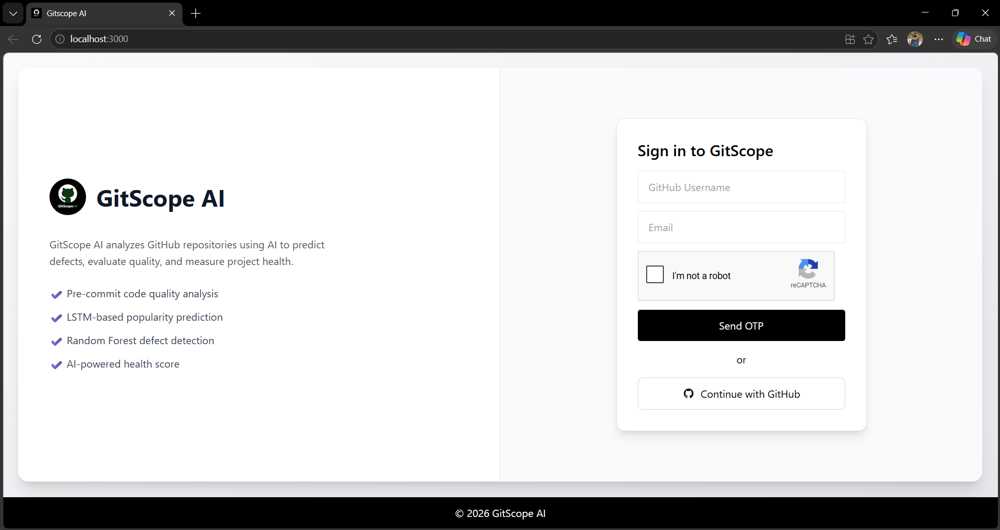 Gitscope AI
localhost:3000
Chat
GitScope AI
GitScope AI
GitScope AI analyzes GitHub repositories using AI to predict
defects, evaluate quality, and measure project health.
Pre-commit code quality analysis
LSTM-based popularity prediction
Random Forest defect detection
AI-powered health score
Sign in to GitScope
GitHub Username
Email
I'm not a robot
reCAPTCHA
Send OTP
or
Continue with GitHub
© 2026 GitScope AI